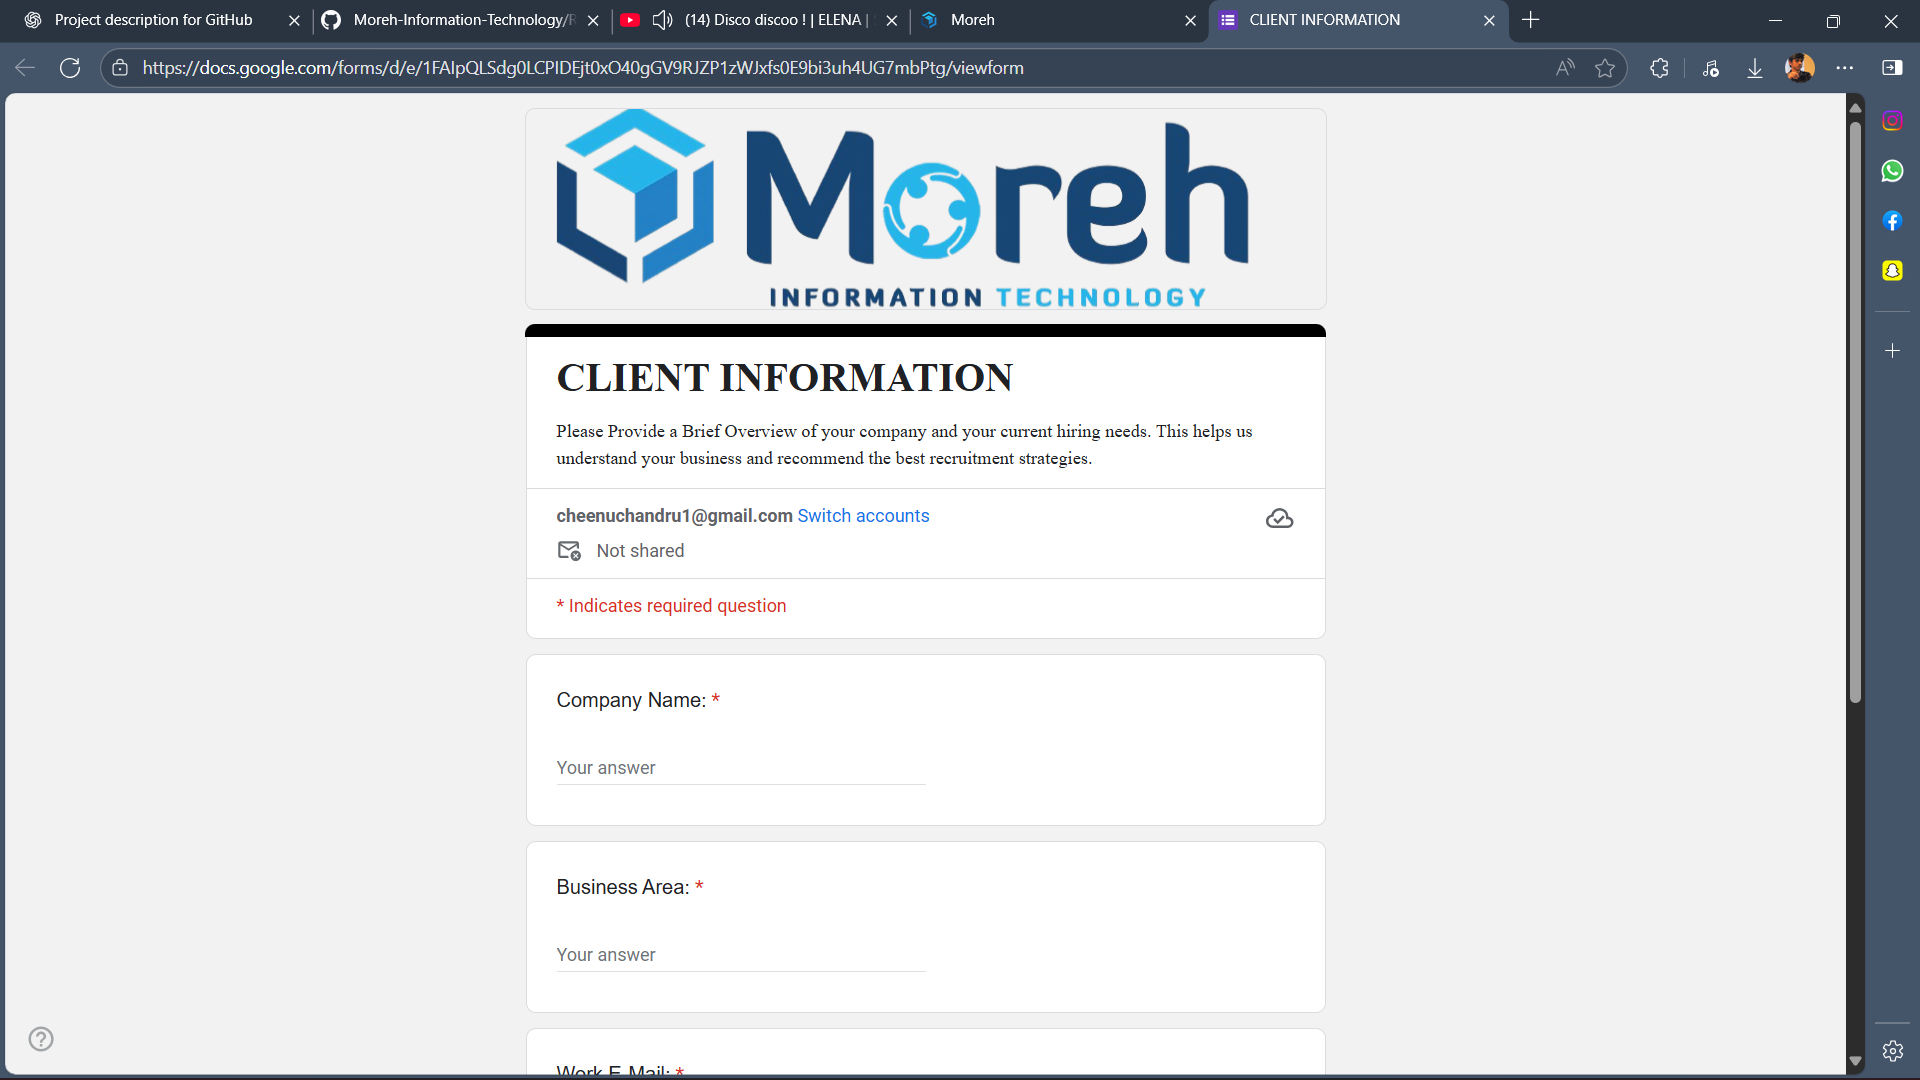 Project description for GitHub
Moreh-Information-Technology/R
(14) Disco discoo ! | ELENA |
Moreh
CLIENT INFORMATION
https://docs.google.com/forms/d/e/1FAIpQLSdg0LCPIDEjt0xO40gGV9RJZP1zWJxfs0E9bi3uh4UG7mbPtg/viewform
Moreh
INFORMATION TECHNOLOGY
CLIENT INFORMATION
Please Provide a Brief Overview of your company and your current hiring needs. This helps us
understand your business and recommend the best recruitment strategies.
cheenuchandru1@gmail.com Switch accounts
Not shared
* Indicates required question
Company Name: *
Your answer
Business Area: *
Your answer
Work E-Mail: *